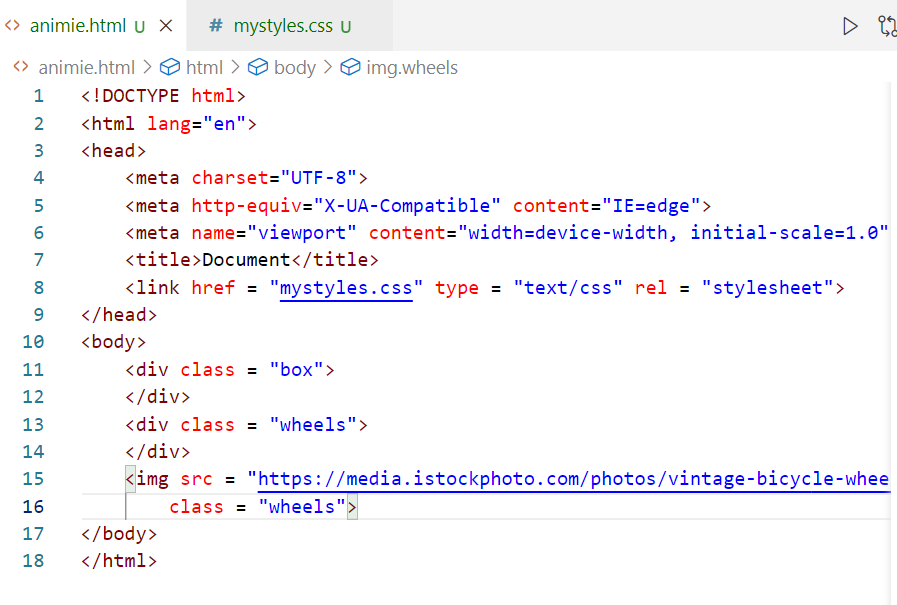 <> animie.html U × # mystyles.css U
<> animie.html > html > body > img.wheels
1 <!DOCTYPE html>
2 <html lang="en">
3 <head>
4 <meta charset="UTF-8">
5 <meta http-equiv="X-UA-Compatible" content="IE=edge">
6 <meta name="viewport" content="width=device-width, initial-scale=1.0"
7 <title>Document</title>
8 <link href = "mystyles.css" type = "text/css" rel = "stylesheet">
9 </head>
10 <body>
11 <div class = "box">
12 </div>
13 <div class = "wheels">
14 </div>
15 <img src = "https://media.istockphoto.com/photos/vintage-bicycle-whee
16 class = "wheels">
17 </body>
18 </html>